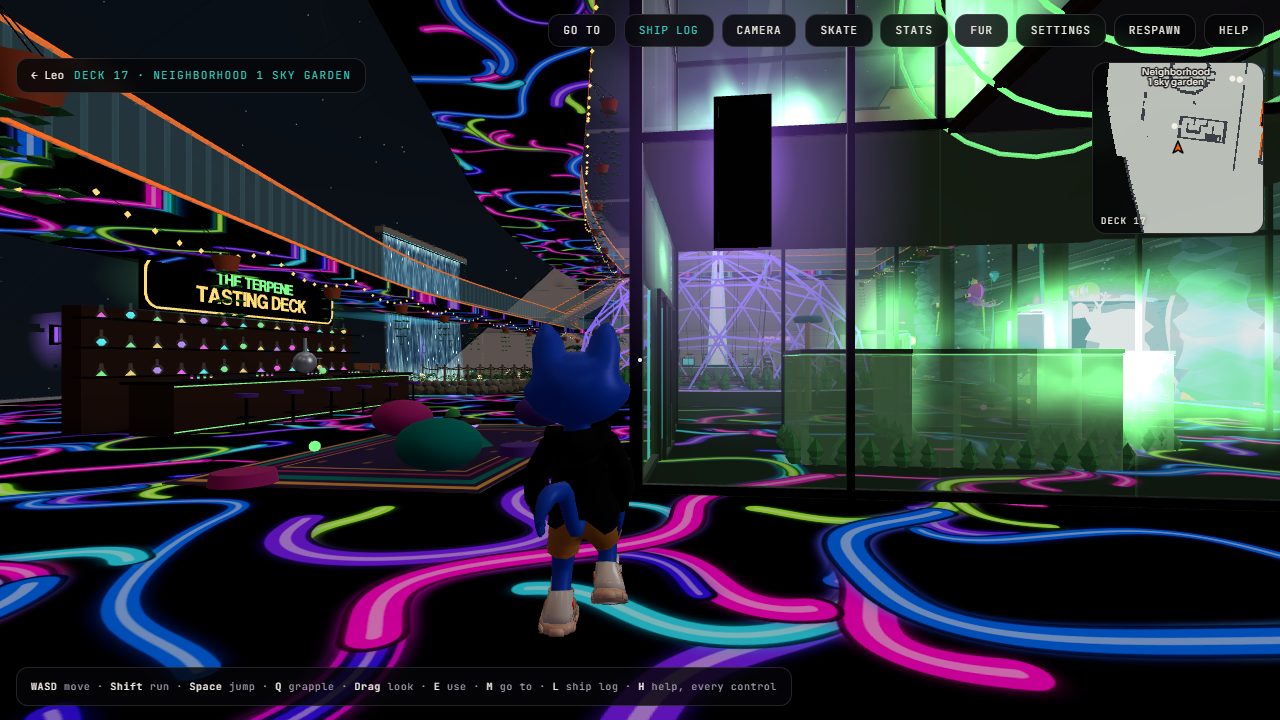 GO TO
SHIP LOG
CAMERA
SKATE
STATS
FUR
SETTINGS
RESPAWN
HELP
← Leo DECK 17 · NEIGHBORHOOD 1 SKY GARDEN
Neighborhood
1 sky garden
DECK 17
THE TERPENE
TASTING DECK
WASD move · Shift run · Space jump · Q grapple · Drag look · E use · M go to · L ship log · H help, every control